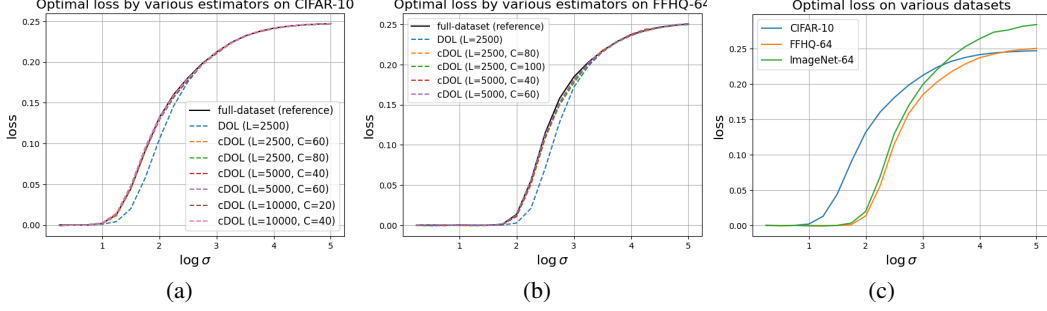 Optimal loss by various estimators on CIFAR-10
loss
0.25
0.20
0.15
0.10
0.05
0.00
full-dataset (reference)
DOL (L=2500)
cDOL (L=2500, C=60)
cDOL (L=2500, C=80)
cDOL (L=5000, C=40)
cDOL (L=5000, C=60)
cDOL (L=10000, C=20)
cDOL (L=10000, C=40)
1 2 3 4 5
log σ
(a)
Optimal loss by various estimators on FFHQ-64
loss
0.25
0.20
0.15
0.10
0.05
0.00
full-dataset (reference)
DOL (L=2500)
cDOL (L=2500, C=80)
cDOL (L=2500, C=100)
cDOL (L=5000, C=40)
cDOL (L=5000, C=60)
1 2 3 4 5
log σ
(b)
Optimal loss on various datasets
loss
0.25
0.20
0.15
0.10
0.05
0.00
CIFAR-10
FFHQ-64
ImageNet-64
1 2 3 4 5
log σ
(c)